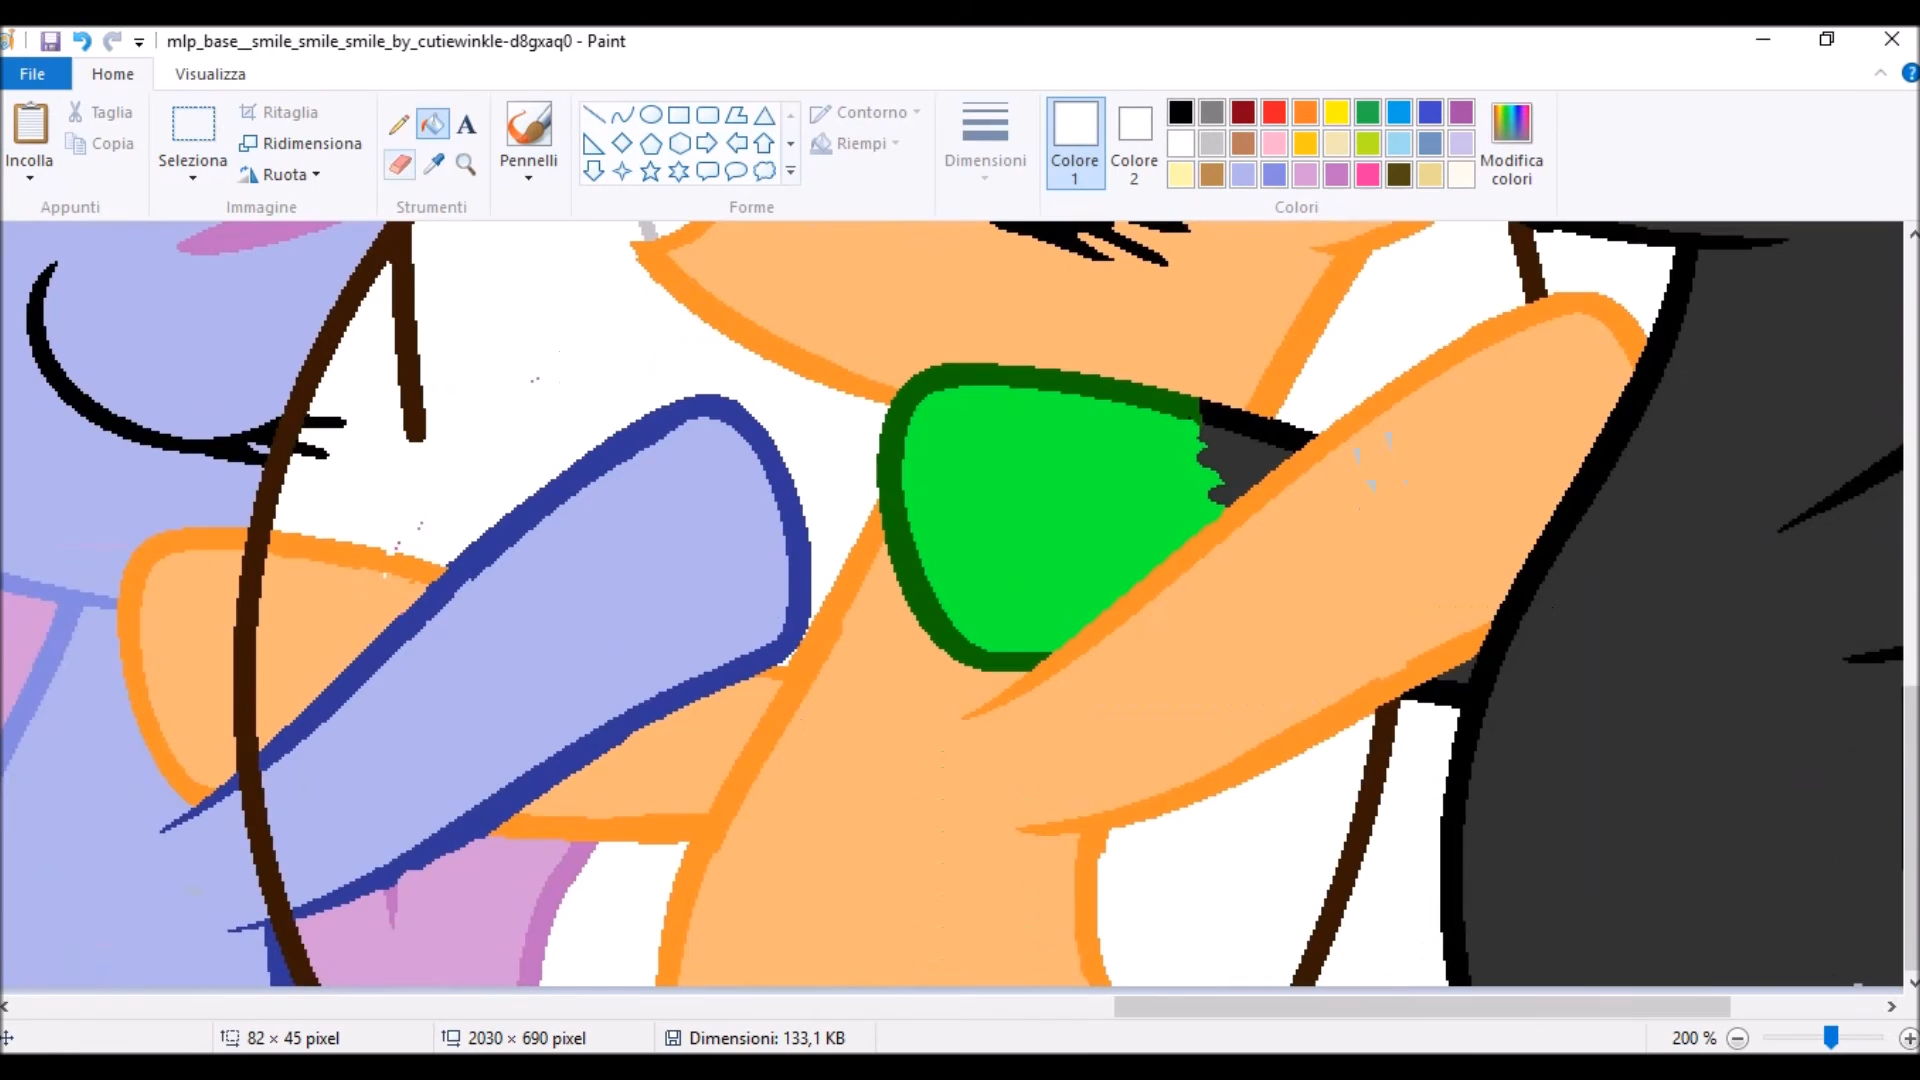 mlp_base__smile_smile_smile_by_cutiewinkle-d8gxaq0 - Paint
File Home Visualizza
Incolla
Taglia
Copia
Appunti
Seleziona
Ritaglia
Ridimensiona
Ruota
Immagine
A
Strumenti
Pennelli
Contorno
Riempi
Forme
Dimensioni
Colore
1
Colore
2
Modifica
colori
Colori
?
82 × 45 pixel
2030 × 690 pixel
Dimensioni: 133,1 KB
200 %